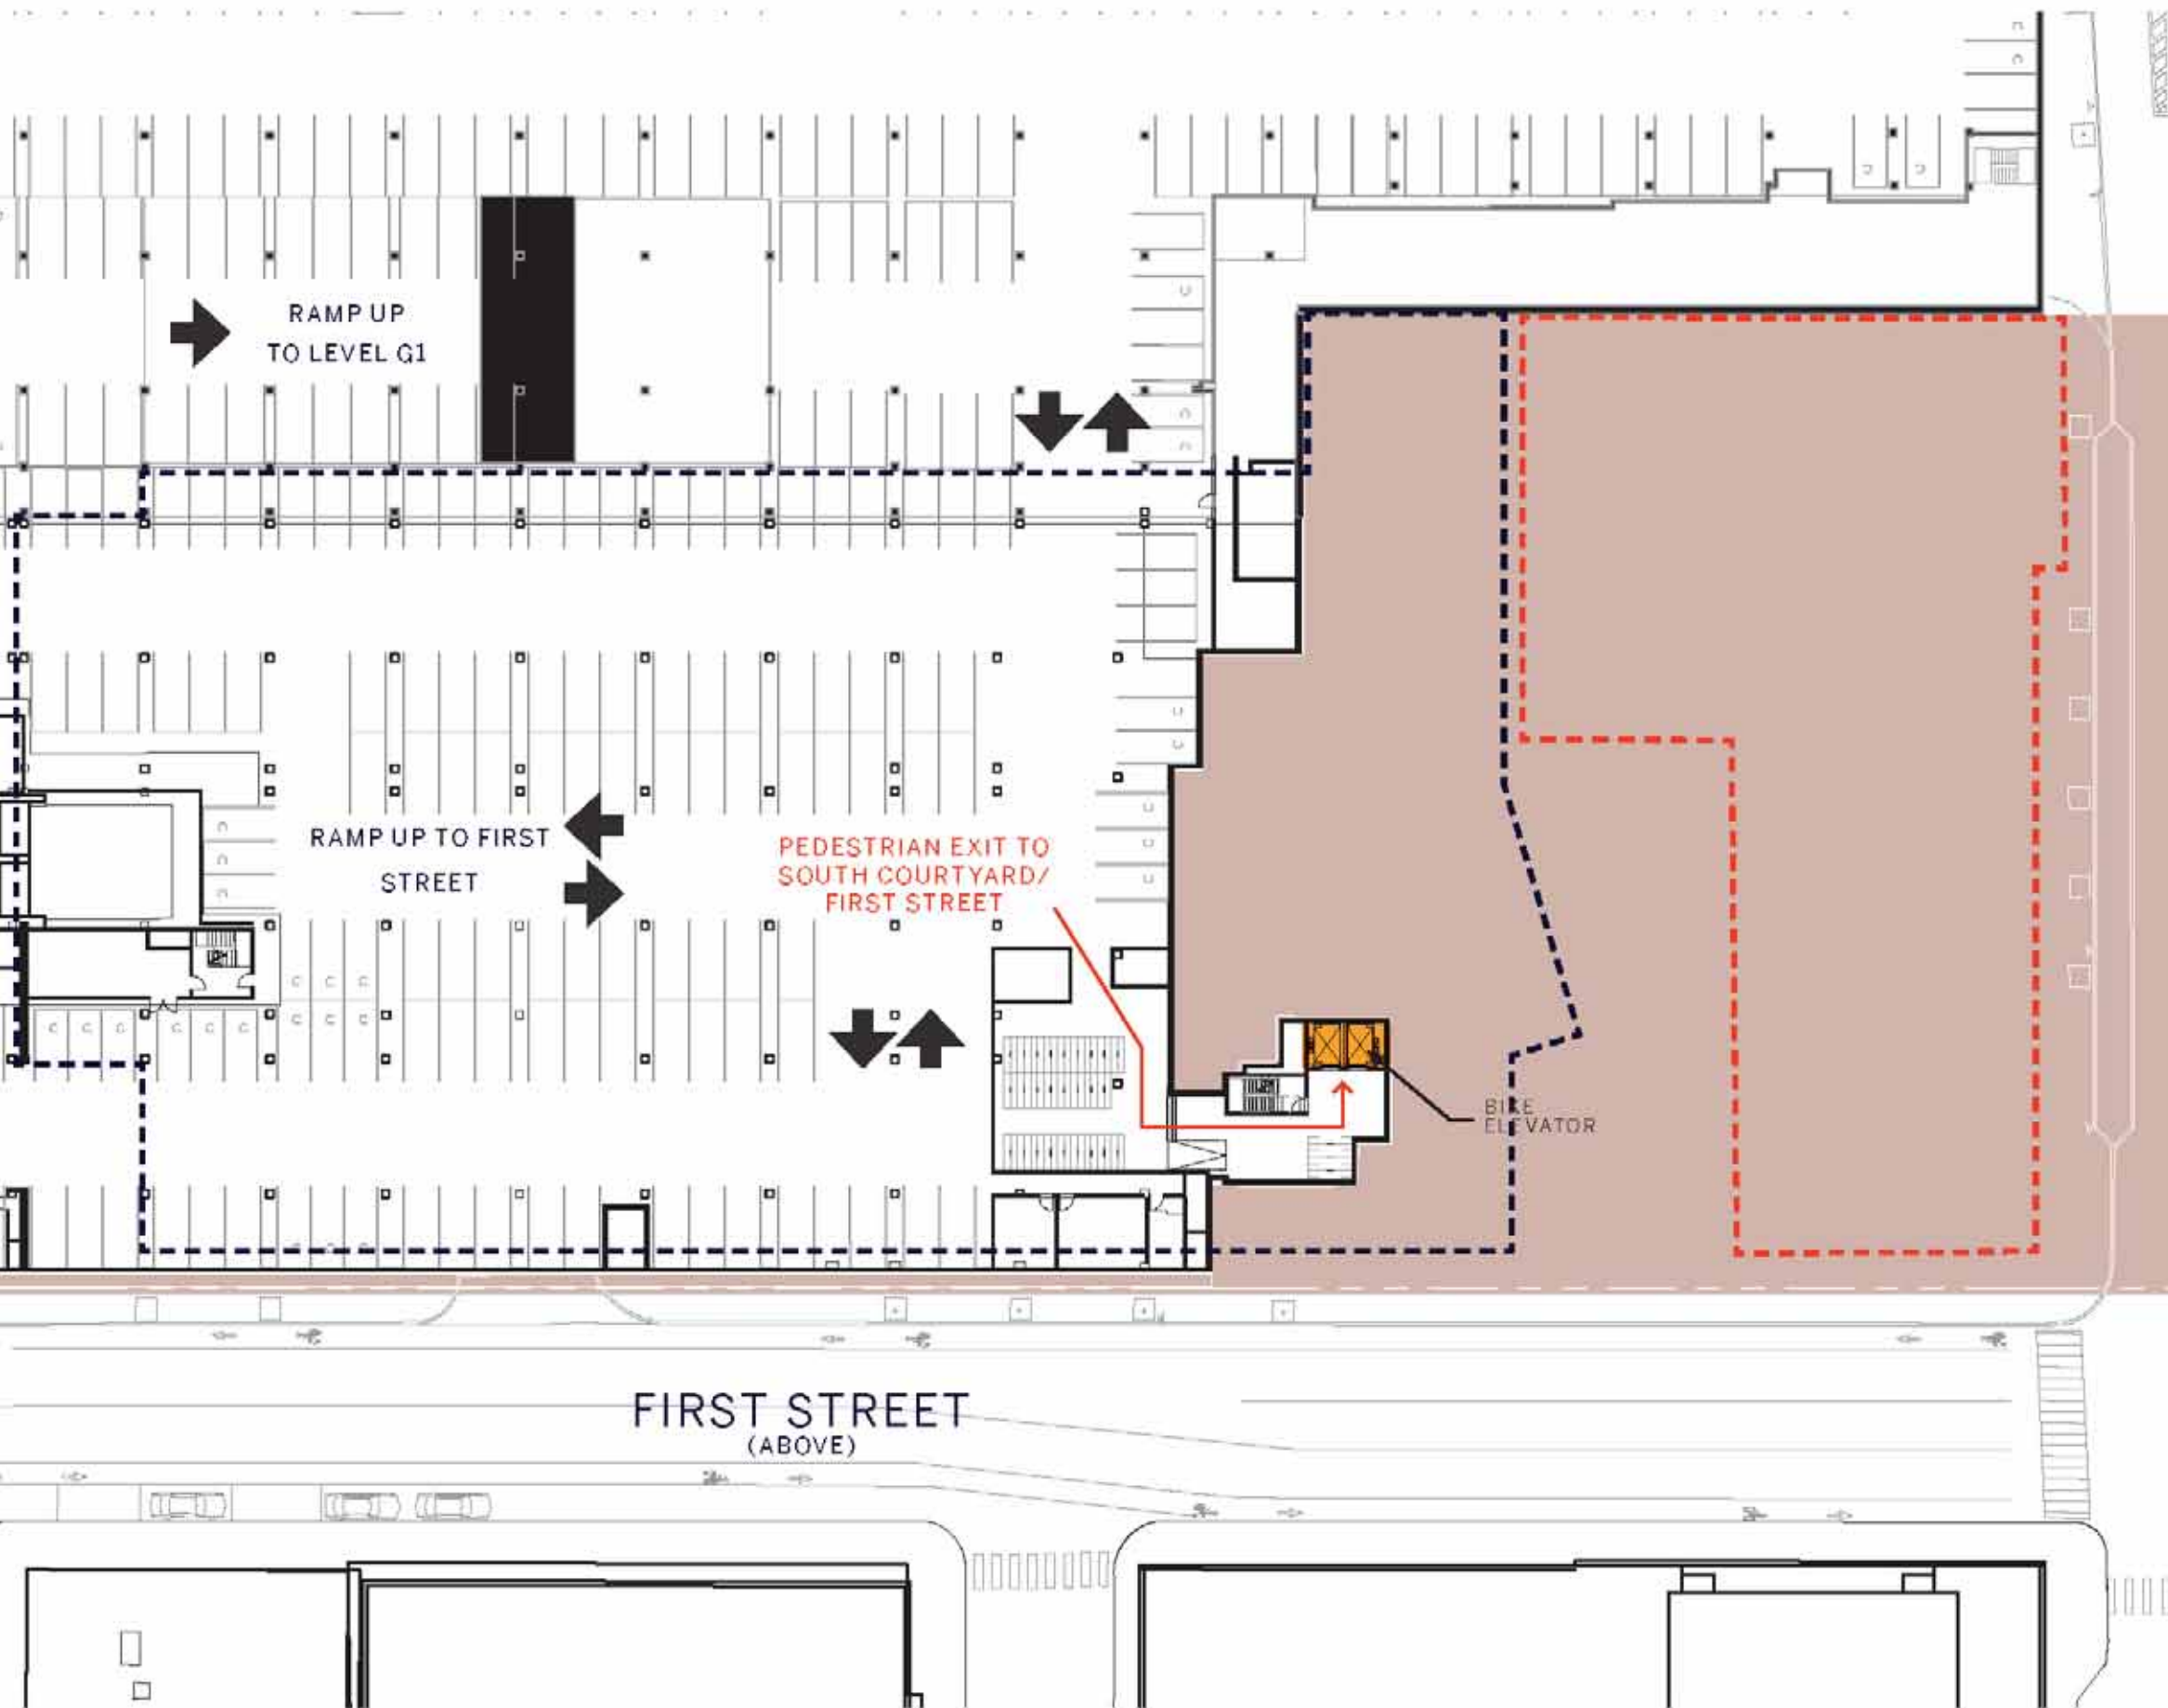 RAMP UP
TO LEVEL G1
RAMP UP TO FIRST
STREET
PEDESTRIAN EXIT TO
SOUTH COURTYARD/
FIRST STREET
BIKE
ELEVATOR
FIRST STREET
(ABOVE)